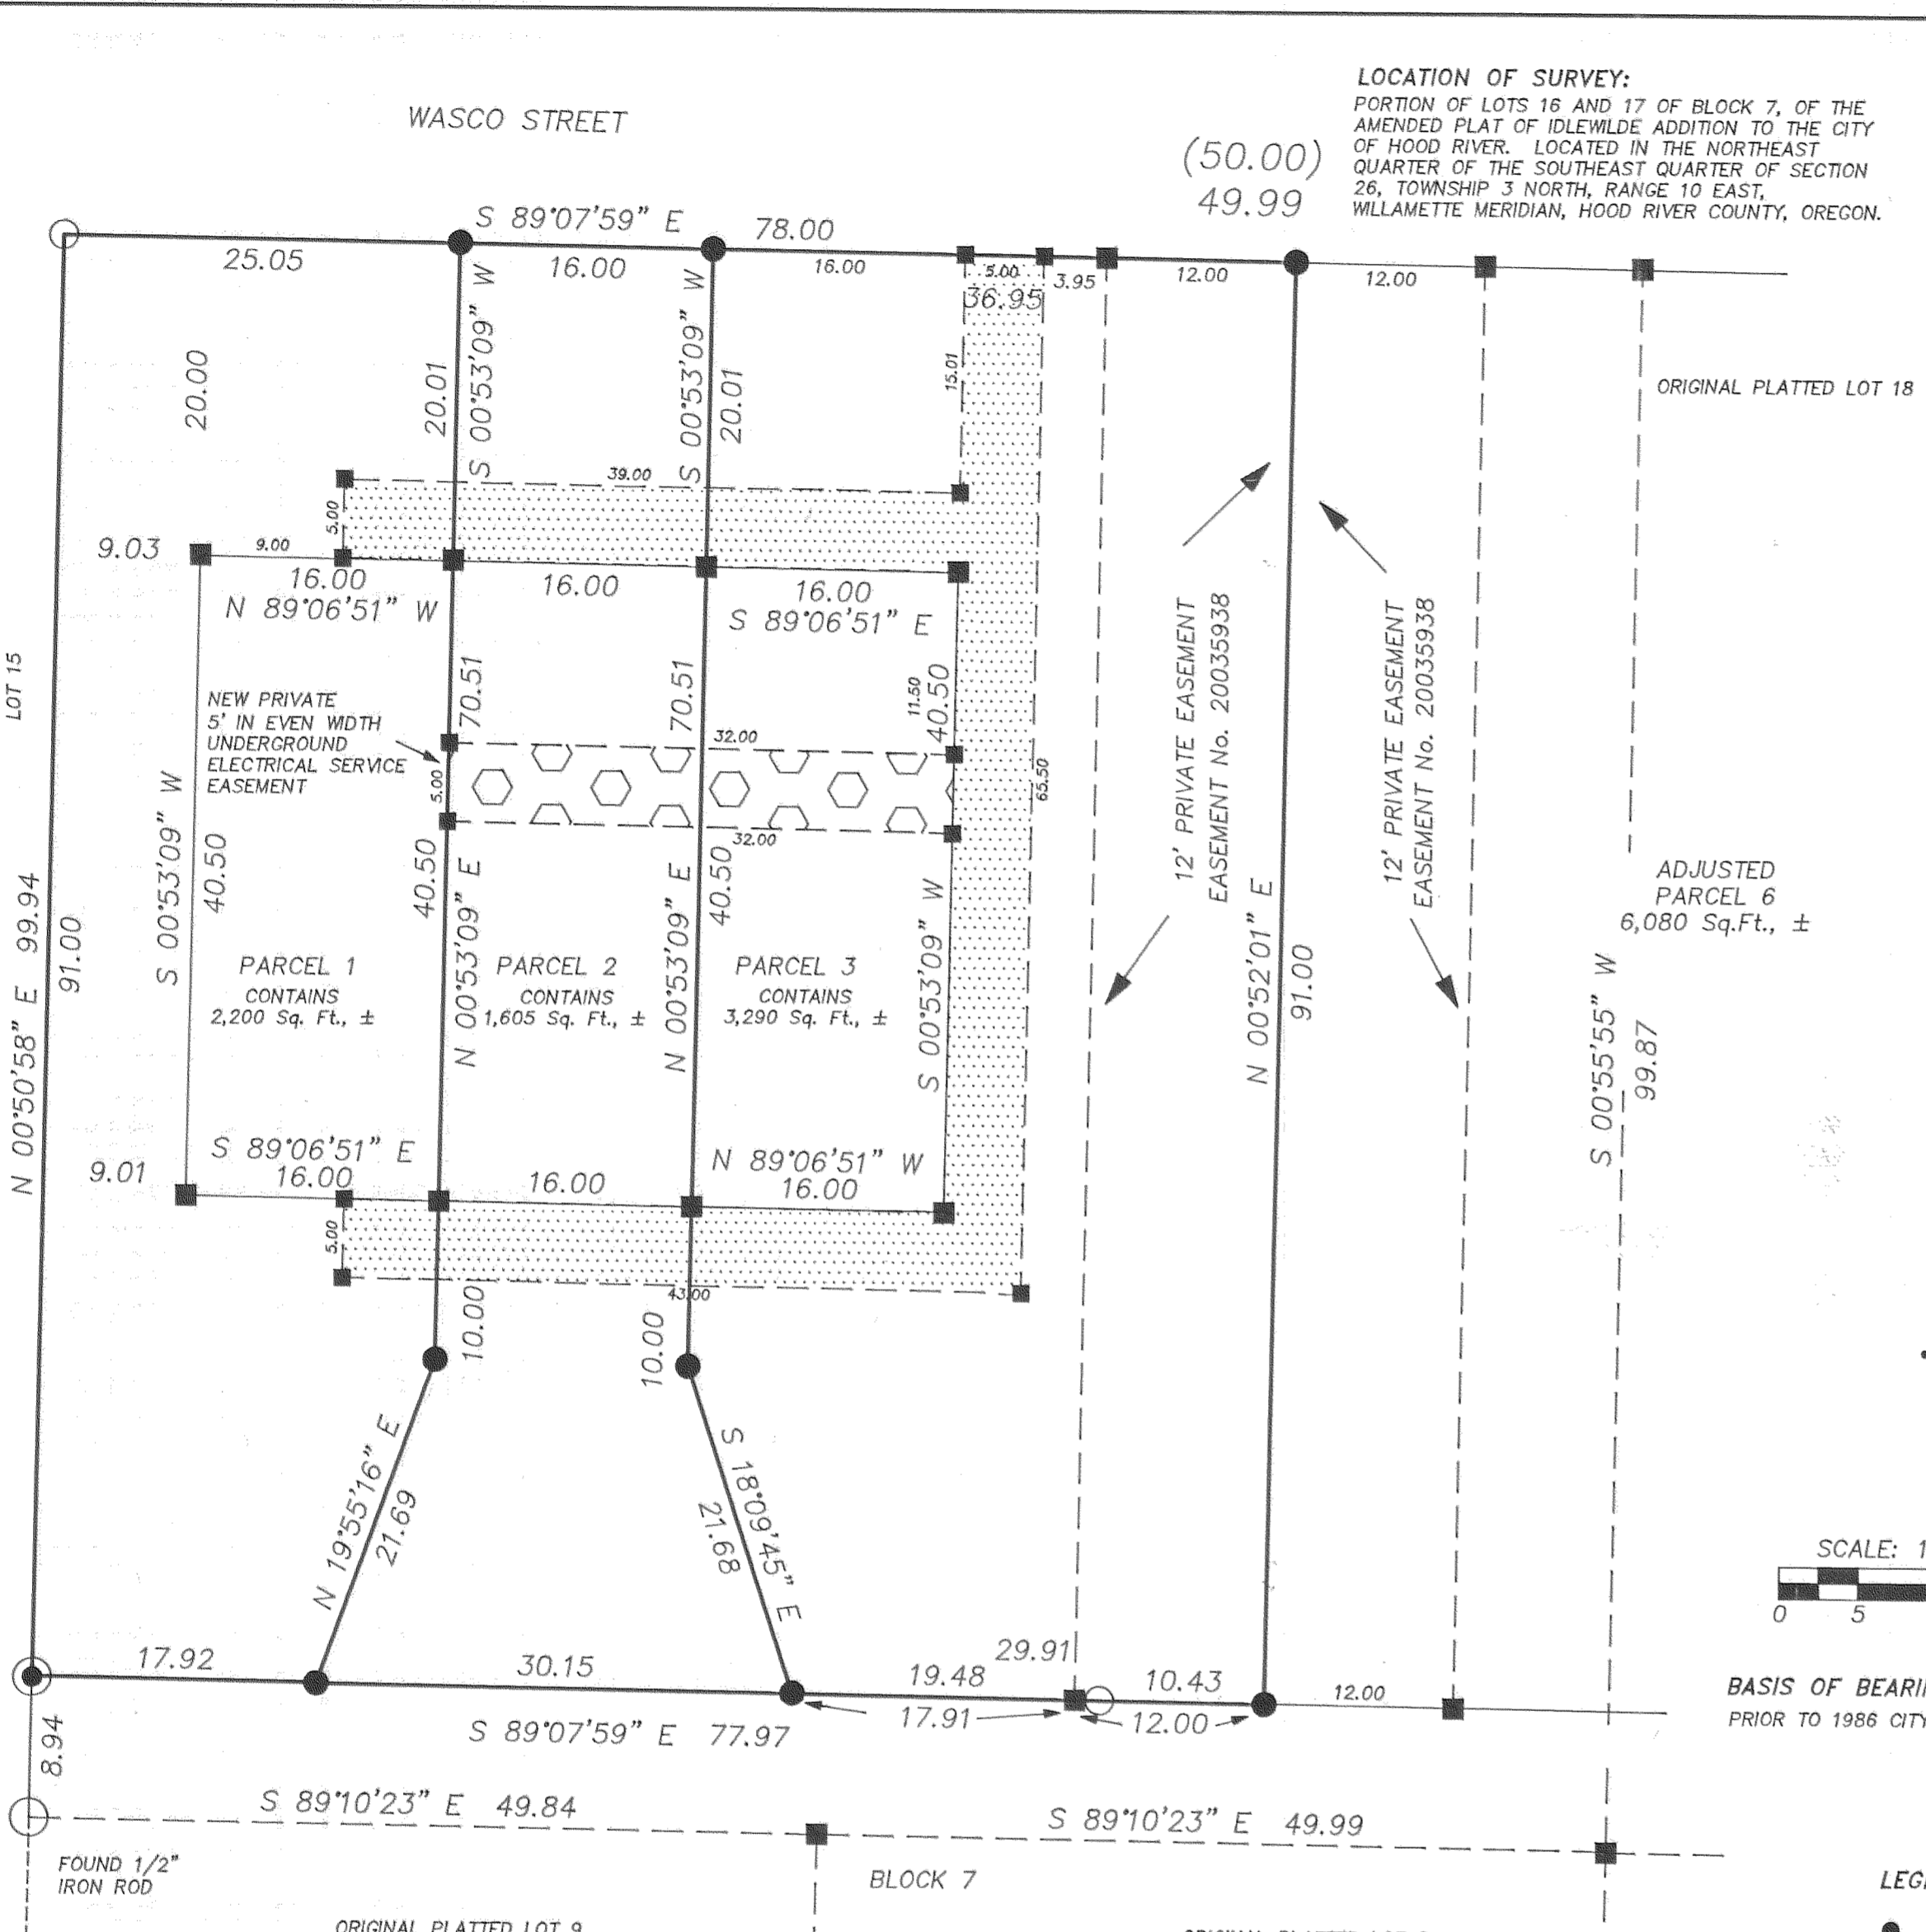 LOCATION OF SURVEY:
PORTION OF LOTS 16 AND 17 OF BLOCK 7, OF THE
AMENDED PLAT OF IDLEWILDE ADDITION TO THE CITY
OF HOOD RIVER. LOCATED IN THE NORTHEAST
QUARTER OF THE SOUTHEAST QUARTER OF SECTION
26, TOWNSHIP 3 NORTH, RANGE 10 EAST,
WILLAMETTE MERIDIAN, HOOD RIVER COUNTY, OREGON.
WASCO STREET
(50.00)
49.99
S 89°07'59" E 78.00
25.05
16.00
16.00
5.00
3.95
12.00
12.00
36.95
20.00
20.01
S 00°53'09" W
S 00°53'09" W
20.01
15.01
ORIGINAL PLATTED LOT 18
39.00
5.00
9.03
9.00
16.00
16.00
16.00
N 89°06'51" W
S 89°06'51" E
LOT 15
NEW PRIVATE
5' IN EVEN WIDTH
UNDERGROUND
ELECTRICAL SERVICE
EASEMENT
70.51
70.51
11.50
40.50
32.00
5.00
65.50
32.00
12' PRIVATE EASEMENT
EASEMENT No. 20035938
12' PRIVATE EASEMENT
EASEMENT No. 20035938
S 00°53'09" W
40.50
40.50
N 00°53'09" E
N 00°53'09" E
40.50
S 00°53'09" W
N 00°50'58" E 99.94
91.00
N 00°52'01" E
91.00
ADJUSTED
PARCEL 6
6,080 Sq.Ft., ±
S 00°55'55" W
99.87
PARCEL 1
CONTAINS
2,200 Sq. Ft., ±
PARCEL 2
CONTAINS
1,605 Sq. Ft., ±
PARCEL 3
CONTAINS
3,290 Sq. Ft., ±
9.01
S 89°06'51" E
16.00
16.00
N 89°06'51" W
16.00
5.00
43.00
10.00
10.00
N 19°55'16" E
21.69
S 18°09'45" E
21.68
SCALE: 1
0 5
17.92
30.15
29.91
19.48
10.43
12.00
17.91
12.00
S 89°07'59" E 77.97
BASIS OF BEARIN
PRIOR TO 1986 CITY
8.94
S 89°10'23" E 49.84
S 89°10'23" E 49.99
FOUND 1/2"
IRON ROD
BLOCK 7
LEGE
ORIGINAL PLATTED LOT 9